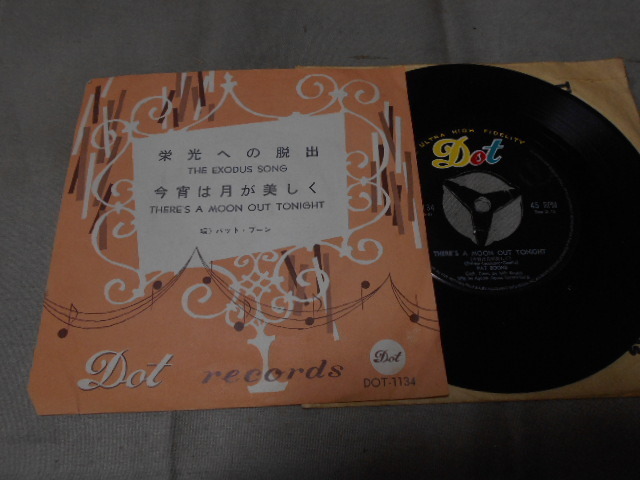 栄光への脱出
THE EXODUS SONG
今宵は月が美しく
THERE'S A MOON OUT TONIGHT
唄) パット・ブーン
Dot records
Dot
DOT-1134
ULTRA HIGH FIDELITY
Dot
45 RPM
THERE'S A MOON OUT TONIGHT
PAT BOONE